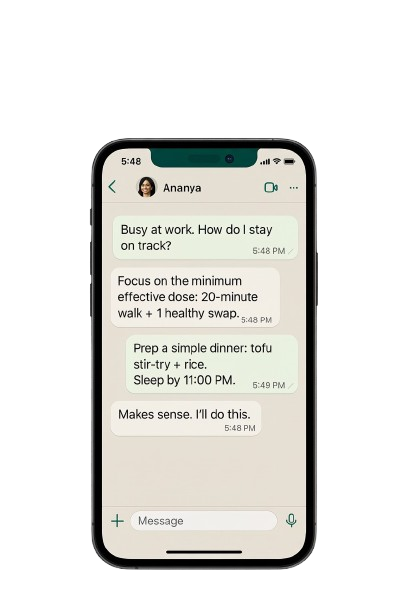 5:48
Ananya
Busy at work. How do I stay
on track?
5:48 PM
Focus on the minimum
effective dose: 20-minute
walk + 1 healthy swap.
5:48 PM
Prep a simple dinner: tofu
stir-try + rice.
Sleep by 11:00 PM.
5:49 PM
Makes sense. I'll do this.
5:48 PM
Message